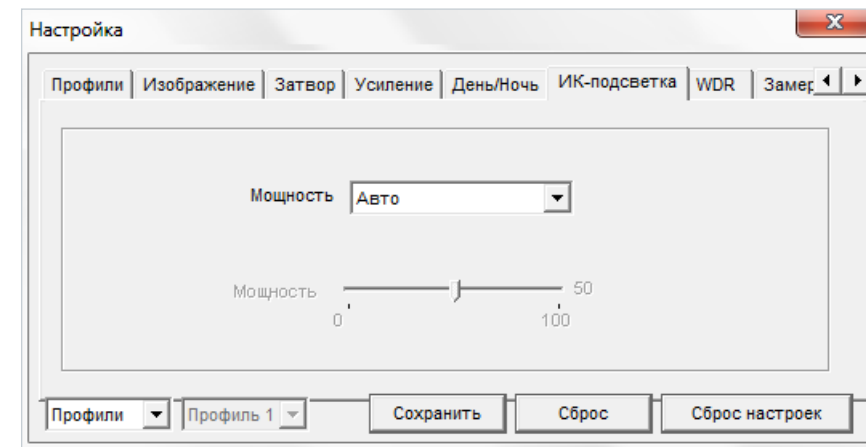 Настройка
Профили Изображение Затвор Усиление День/Ночь ИК-подсветка WDR Замер
Мощность Авто
Мощность 50
0 100
Профили Профиль 1 Сохранить Сброс Сброс настроек